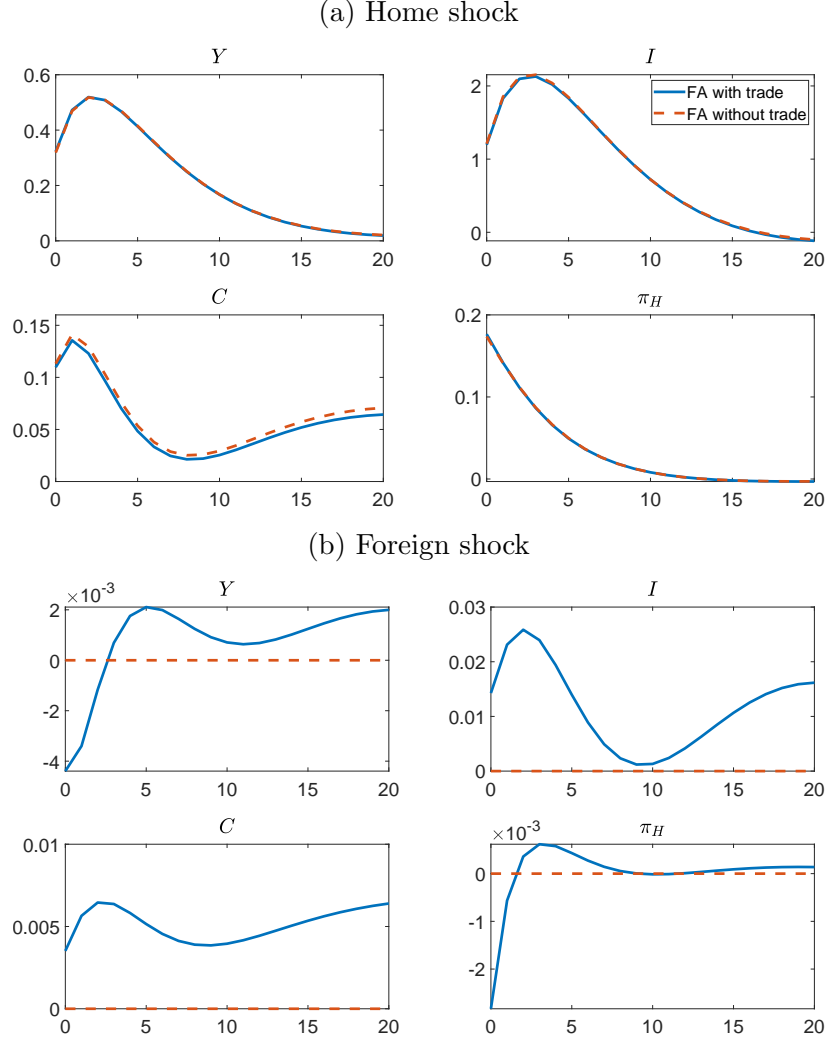 (a) Home shock
Y
I
0.6
0.4
0.2
0
0 5 10 15 20
2
1
0
0 5 10 15 20
FA with trade
FA without trade
C
π_H
0.15
0.1
0.05
0
0 5 10 15 20
0.2
0.1
0
0 5 10 15 20
(b) Foreign shock
Y
I
×10⁻³
2
0
-2
-4
0 5 10 15 20
0.03
0.02
0.01
0
0 5 10 15 20
C
π_H
0.01
0.005
0
0 5 10 15 20
×10⁻³
0
-1
-2
0 5 10 15 20